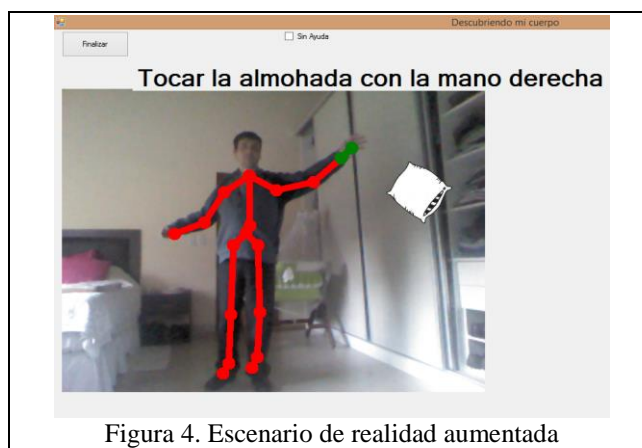 Descubriendo mi cuerpo
Finalizar
Sin Ayuda
Tocar la almohada con la mano derecha
Figura 4. Escenario de realidad aumentada